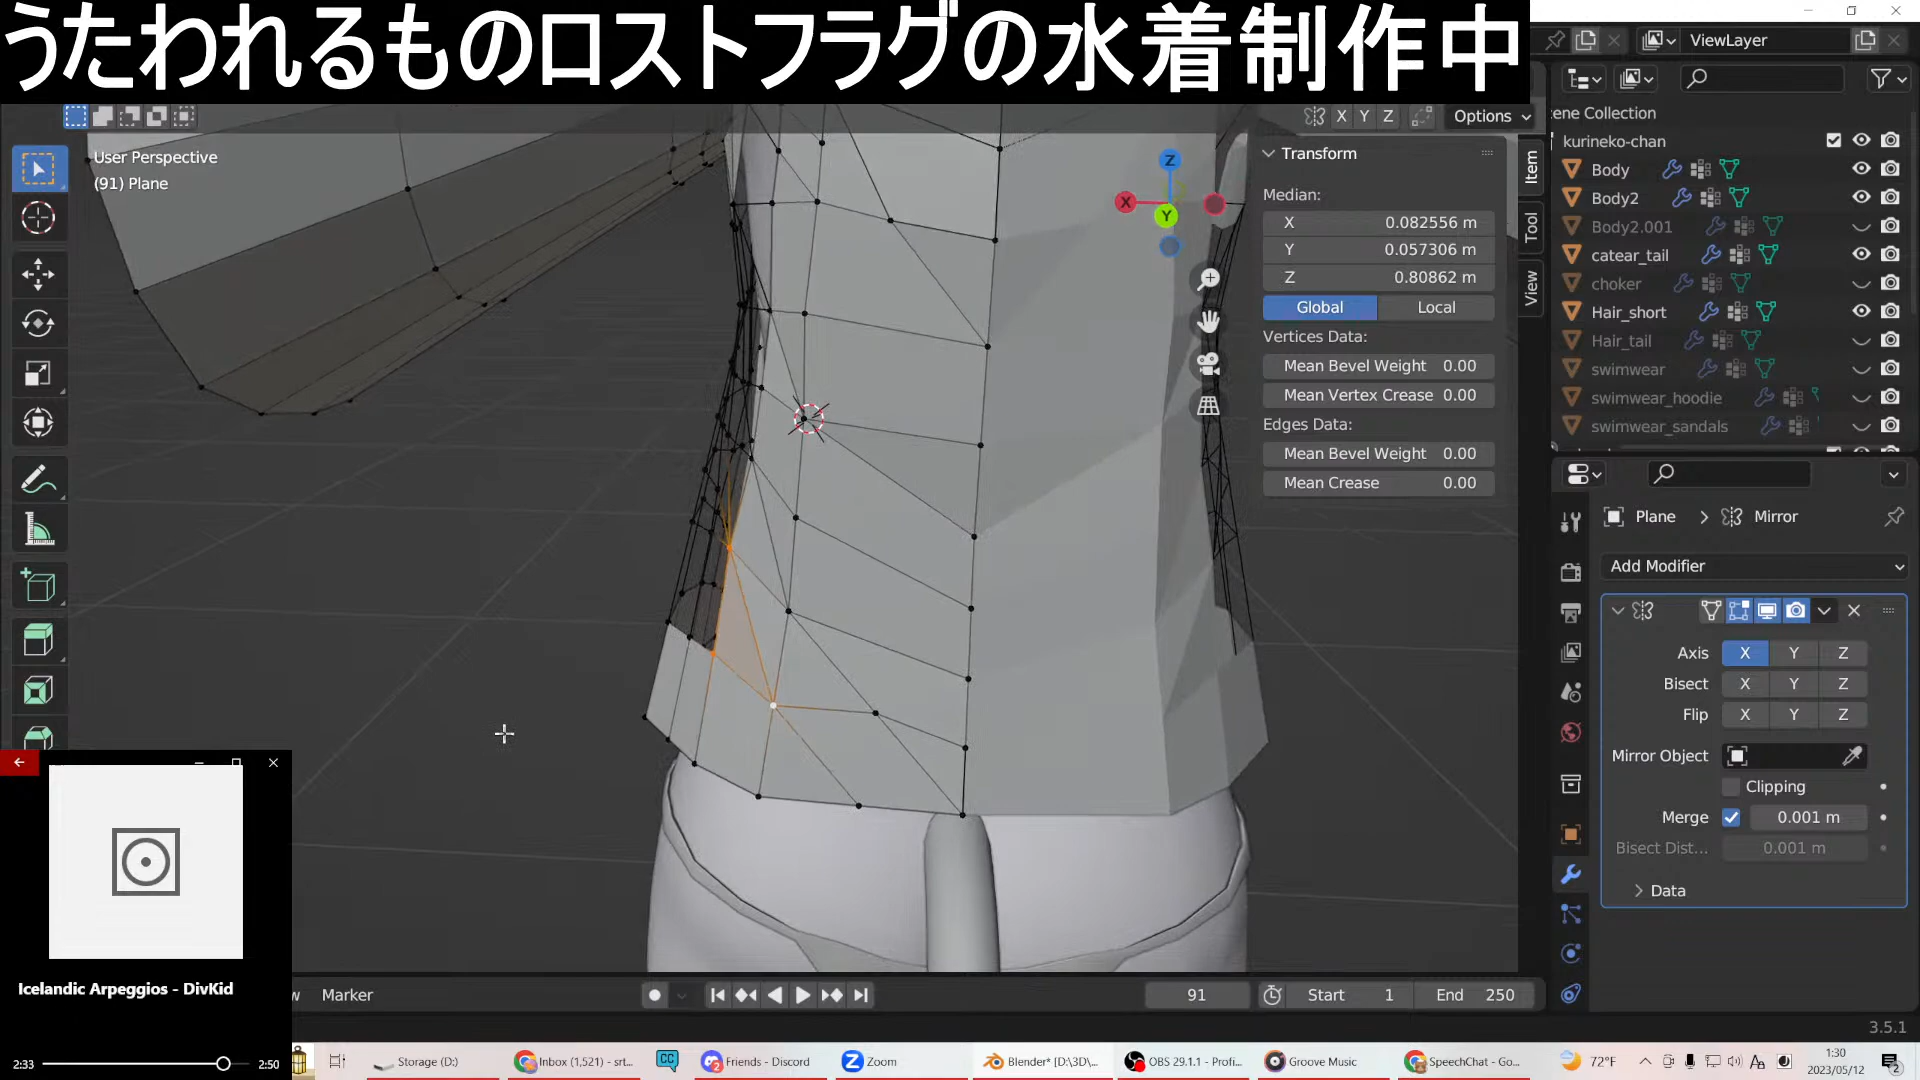 うたわれるものロストフラグの水着制作中
X
Y
Z
Options
ViewLayer
User Perspective
(91) Plane
Z
X
Y
Transform
Median:
X 0.082556 m
Y 0.057306 m
Z 0.80862 m
Global
Local
Vertices Data:
Mean Bevel Weight 0.00
Mean Vertex Crease 0.00
Edges Data:
Mean Bevel Weight 0.00
Mean Crease 0.00
Item
Tool
View
ene Collection
kurineko-chan
Body
Body2
Body2.001
catear_tail
choker
Hair_short
Hair_tail
swimwear
swimwear_hoodie
swimwear_sandals
Plane
Mirror
Add Modifier
Axis X Y Z
Bisect X Y Z
Flip X Y Z
Mirror Object
Clipping
Merge 0.001 m
Bisect Dist... 0.001 m
Data
Icelandic Arpeggios - DivKid
2:33
2:50
w
Marker
91
Start 1
End 250
3.5.1
Storage (D:)
Inbox (1,521) - srt...
CC
Friends - Discord
Zoom
Blender* [D:\3D\...
OBS 29.1.1 - Profi...
Groove Music
SpeechChat - Go...
72°F
A
1:30
2023/05/12
2